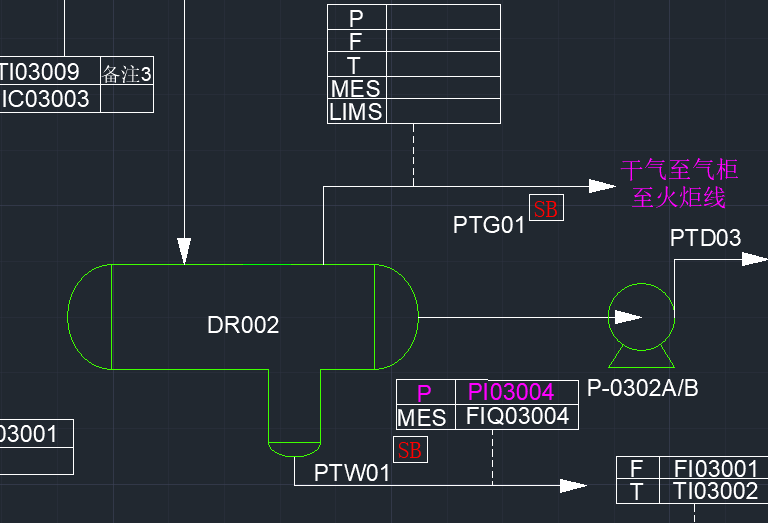 P
F
T
MES
LIMS
TI03009 备注3
IC03003
干气至气柜
至火炬线
SB
PTG01
PTD03
DR002
P-0302A/B
P PI03004
MES FIQ03004
SB
03001
PTW01
F FI03001
T TI03002